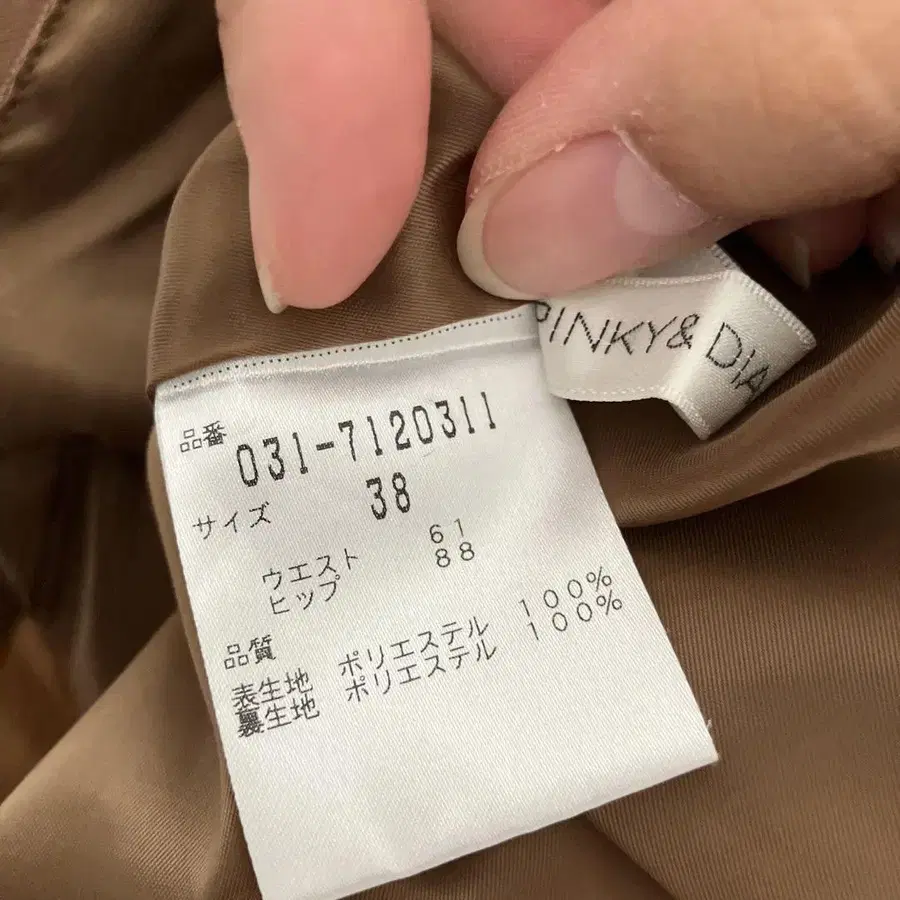 PINKY& DiA
品番 031-7120311
サイズ 38
ウエスト 61
ヒップ 88
品質
表生地 ポリエステル 100%
裏生地 ポリエステル 100%